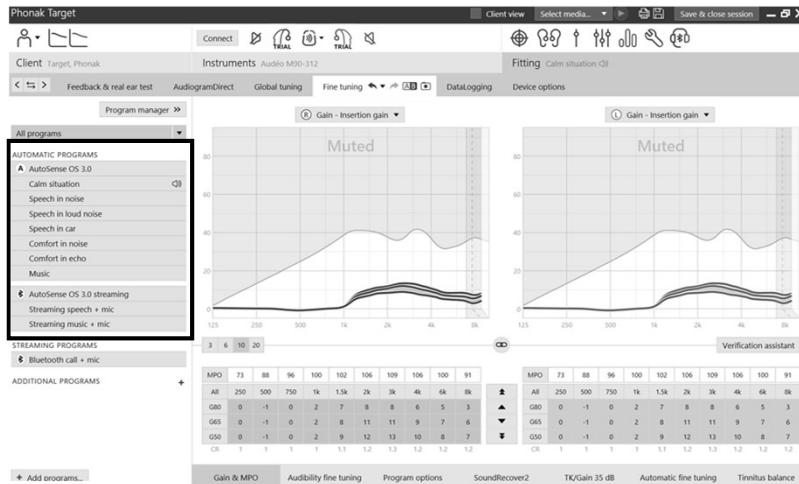 Phonak Target
Client view Select media... Save & close session
Connect TRIAL TRIAL
Client Target, Phonak Instruments Audéo M90-312 Fitting Calm situation
Feedback & real ear test AudiogramDirect Global tuning Fine tuning AB DataLogging Device options
Program manager
All programs
AUTOMATIC PROGRAMS
A AutoSense OS 3.0
Calm situation
Speech in noise
Speech in loud noise
Speech in car
Comfort in noise
Comfort in echo
Music
AutoSense OS 3.0 streaming
Streaming speech + mic
Streaming music + mic
STREAMING PROGRAMS
Bluetooth call + mic
ADDITIONAL PROGRAMS +
+ Add programs...
R Gain - Insertion gain
Muted
80
60
40
20
0
125 250 500 1k 2k 4k 8k
L Gain - Insertion gain
Muted
80
60
40
20
0
125 250 500 1k 2k 4k 8k
3 6 10 20 Verification assistant
MPO 73 88 96 100 102 106 109 106 100 91
All 250 500 750 1k 1.5k 2k 3k 4k 6k 8k
G80 0 -1 0 2 7 8 8 6 5 3
G65 0 -1 0 2 8 11 11 9 7 6
G50 0 -1 0 2 9 12 13 10 8 7
CR 1 1 1 1 1.1 1.2 1.3 1.2 1.2 1.2
MPO 73 88 96 100 102 106 109 106 100 91
All 250 500 750 1k 1.5k 2k 3k 4k 6k 8k
G80 0 -1 0 2 7 8 8 6 5 3
G65 0 -1 0 2 8 11 11 9 7 6
G50 0 -1 0 2 9 12 13 10 8 7
CR 1 1 1 1 1.1 1.2 1.3 1.2 1.2 1.2
Gain & MPO Audibility fine tuning Program options SoundRecover2 TK/Gain 35 dB Automatic fine tuning Tinnitus balance